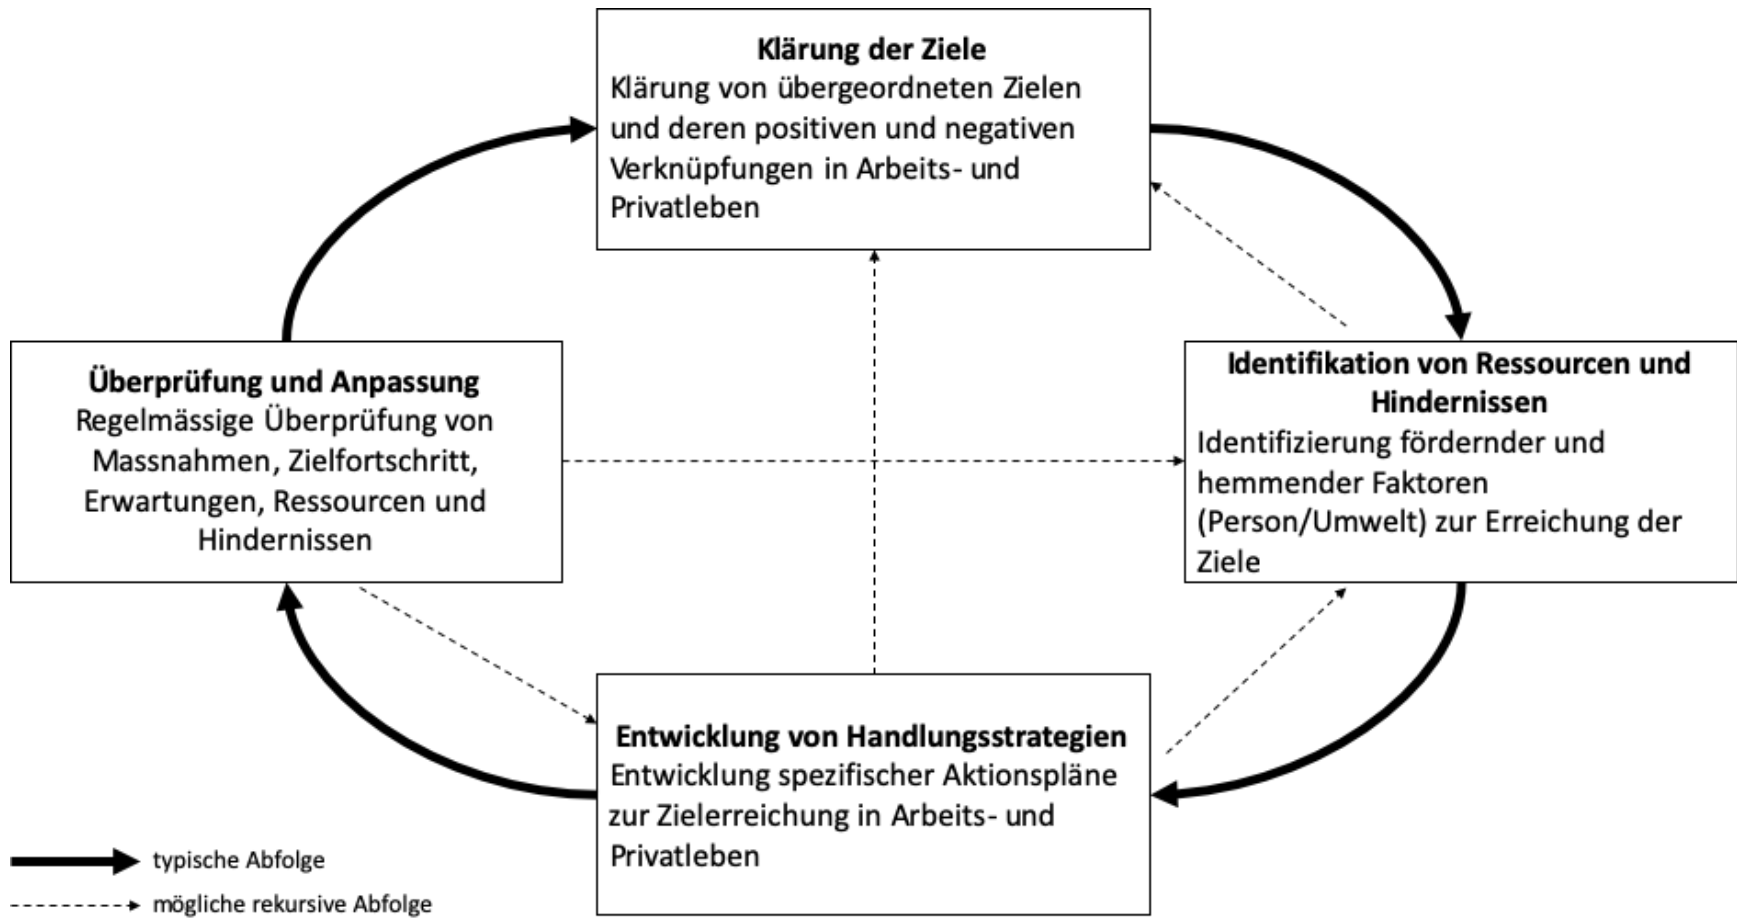 Klärung der Ziele
Klärung von übergeordneten Zielen
und deren positiven und negativen
Verknüpfungen in Arbeits- und
Privatleben
Überprüfung und Anpassung
Regelmässige Überprüfung von
Massnahmen, Zielfortschritt,
Erwartungen, Ressourcen und
Hindernissen
Identifikation von Ressourcen und
Hindernissen
Identifizierung fördernder und
hemmender Faktoren
(Person/Umwelt) zur Erreichung der
Ziele
Entwicklung von Handlungsstrategien
Entwicklung spezifischer Aktionspläne
zur Zielerreichung in Arbeits- und
Privatleben
typische Abfolge
mögliche rekursive Abfolge